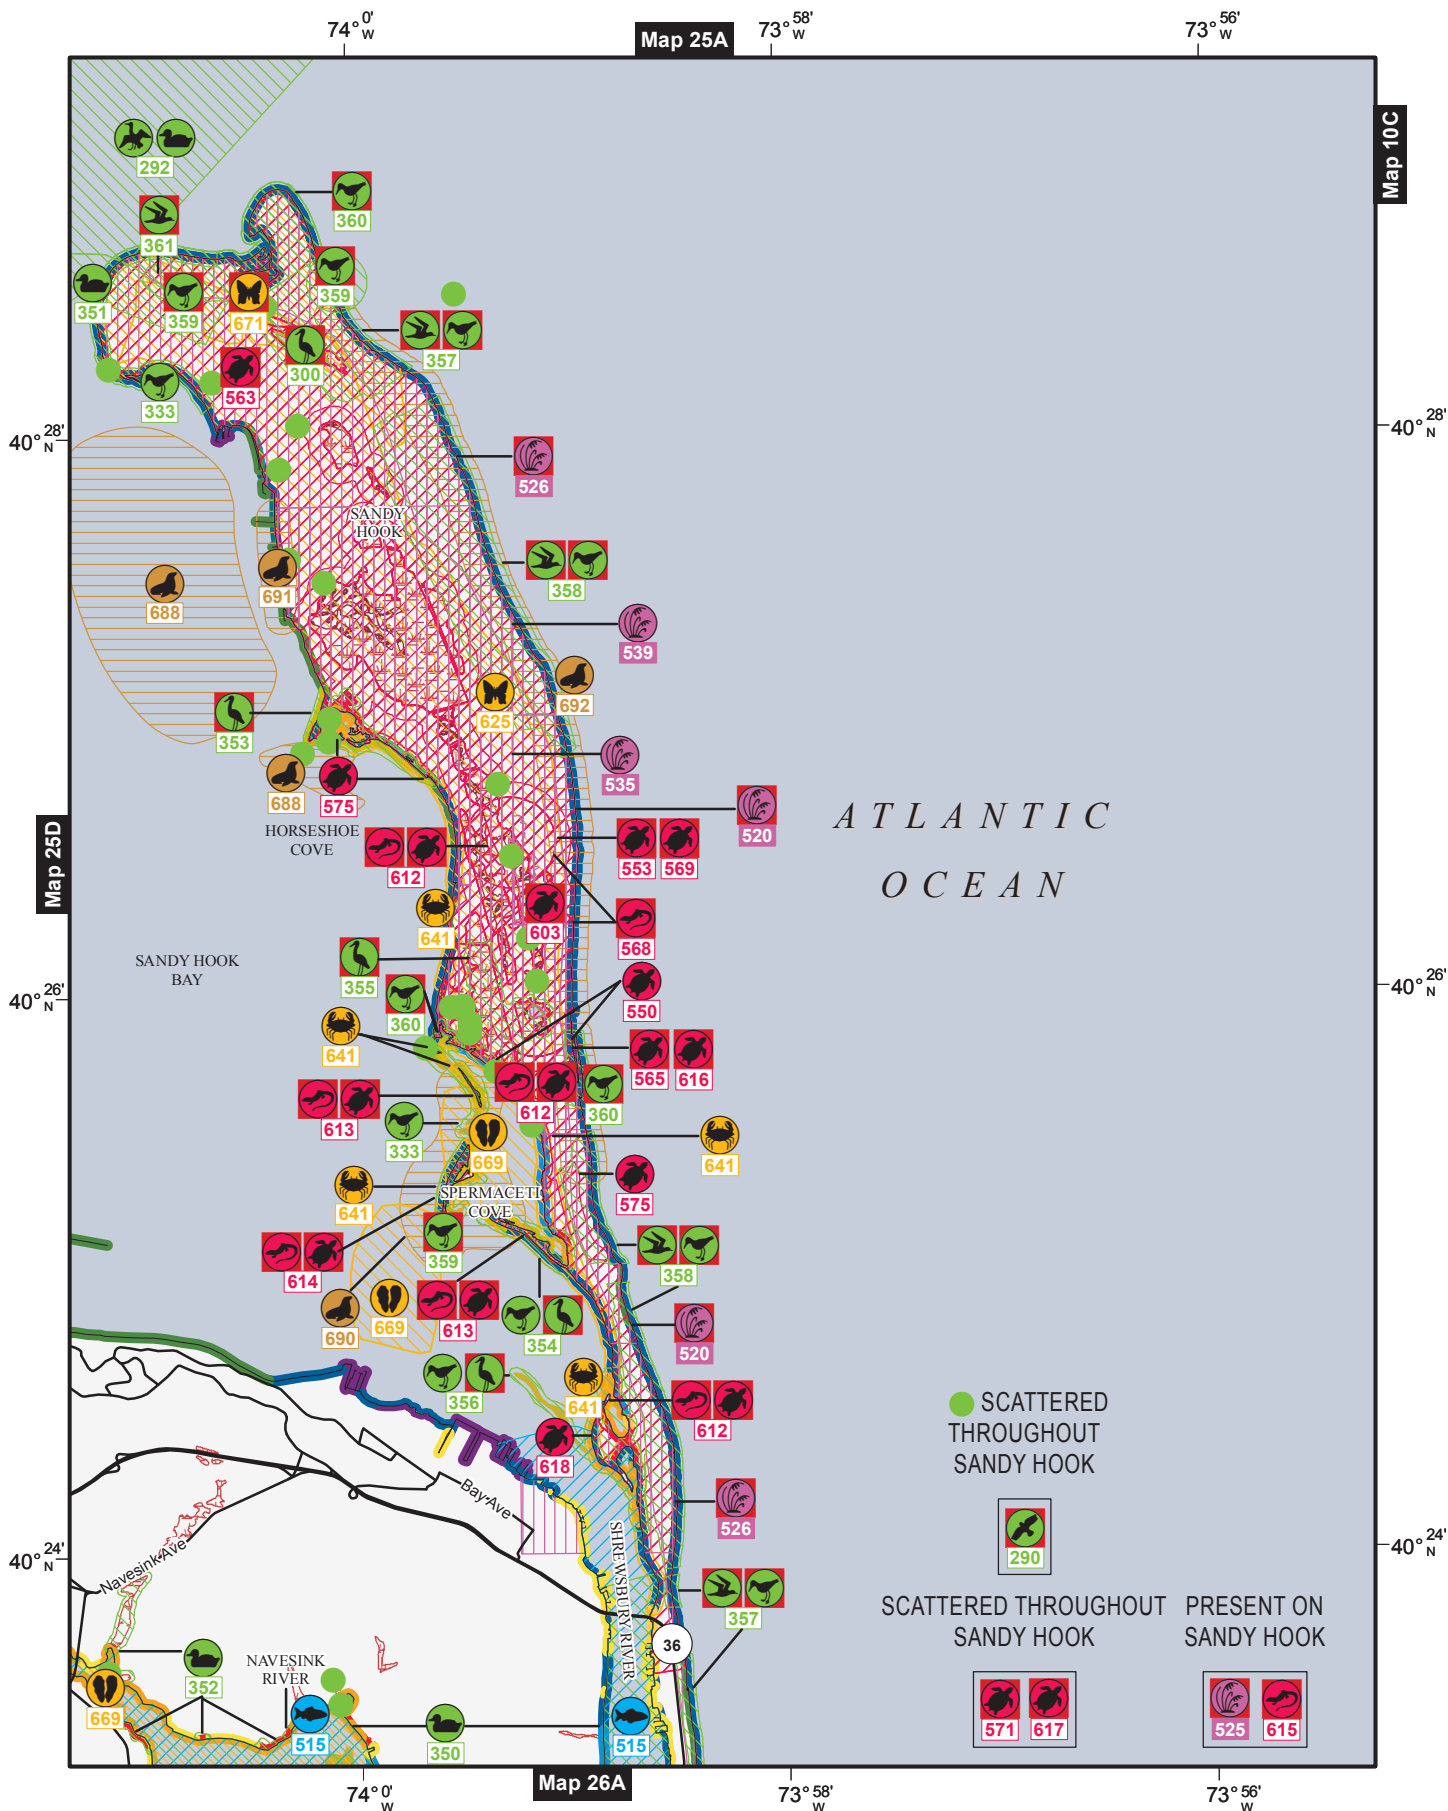 74° 0' W
73° 58' W
73° 56' W
Map 25A
Map 10C
292
360
361
359
351
359
671
357
300
563
333
40° 28' N
40° 28' N
526
SANDY
HOOK
358
691
688
539
692
625
353
535
688
575
520
ATLANTIC
OCEAN
HORSESHOE
COVE
612
553
569
Map 25D
603
641
568
SANDY HOOK
BAY
355
360
550
40° 26' N
40° 26' N
641
565
616
613
612
360
333
669
641
641
575
SPERMACETI
COVE
359
614
358
669
613
690
354
520
356
641
612
618
SCATTERED
THROUGHOUT
SANDY HOOK
Bay Ave
526
290
SHREWSBURY RIVER
40° 24' N
40° 24' N
Navesink Ave
357
SCATTERED THROUGHOUT
SANDY HOOK
PRESENT ON
SANDY HOOK
36
NAVESINK
RIVER
352
669
515
350
515
571
617
525
615
Map 26A
74° 0' W
73° 58' W
73° 56' W